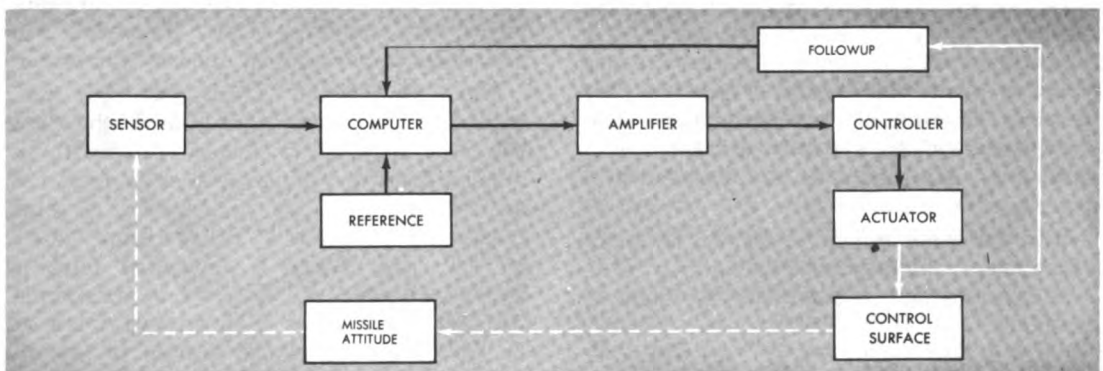 FOLLOWUP
SENSOR
COMPUTER
AMPLIFIER
CONTROLLER
REFERENCE
ACTUATOR
MISSILE
ATTITUDE
CONTROL
SURFACE